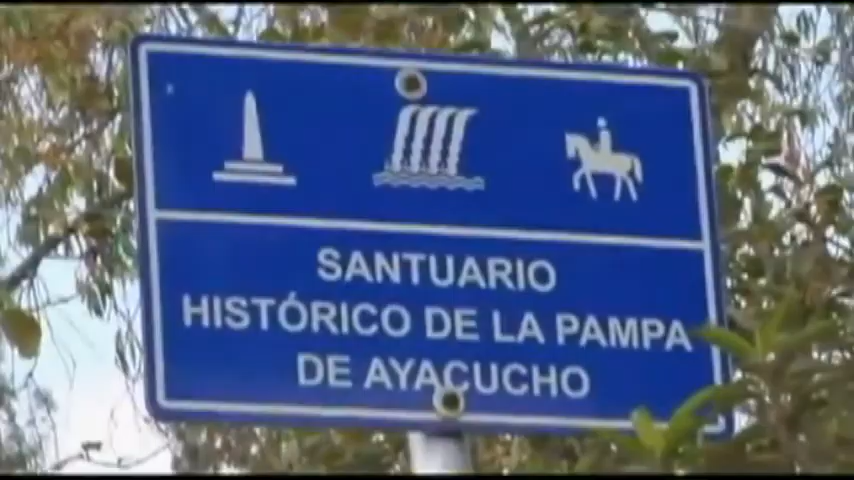 SANTUARIO
HISTÓRICO DE LA PAMPA
DE AYACUCHO